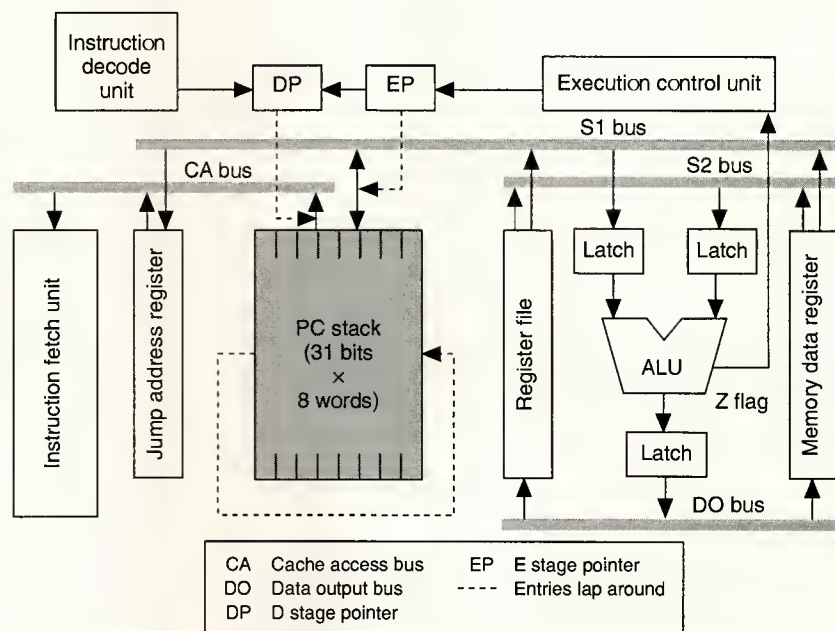 Instruction
decode
unit
DP
EP
Execution control unit
S1 bus
CA bus
S2 bus
Instruction fetch unit
Jump address register
PC stack
(31 bits
×
8 words)
Register file
Latch
Latch
ALU
Z flag
Latch
Memory data register
DO bus
CA Cache access bus
DO Data output bus
DP D stage pointer
EP E stage pointer
Entries lap around